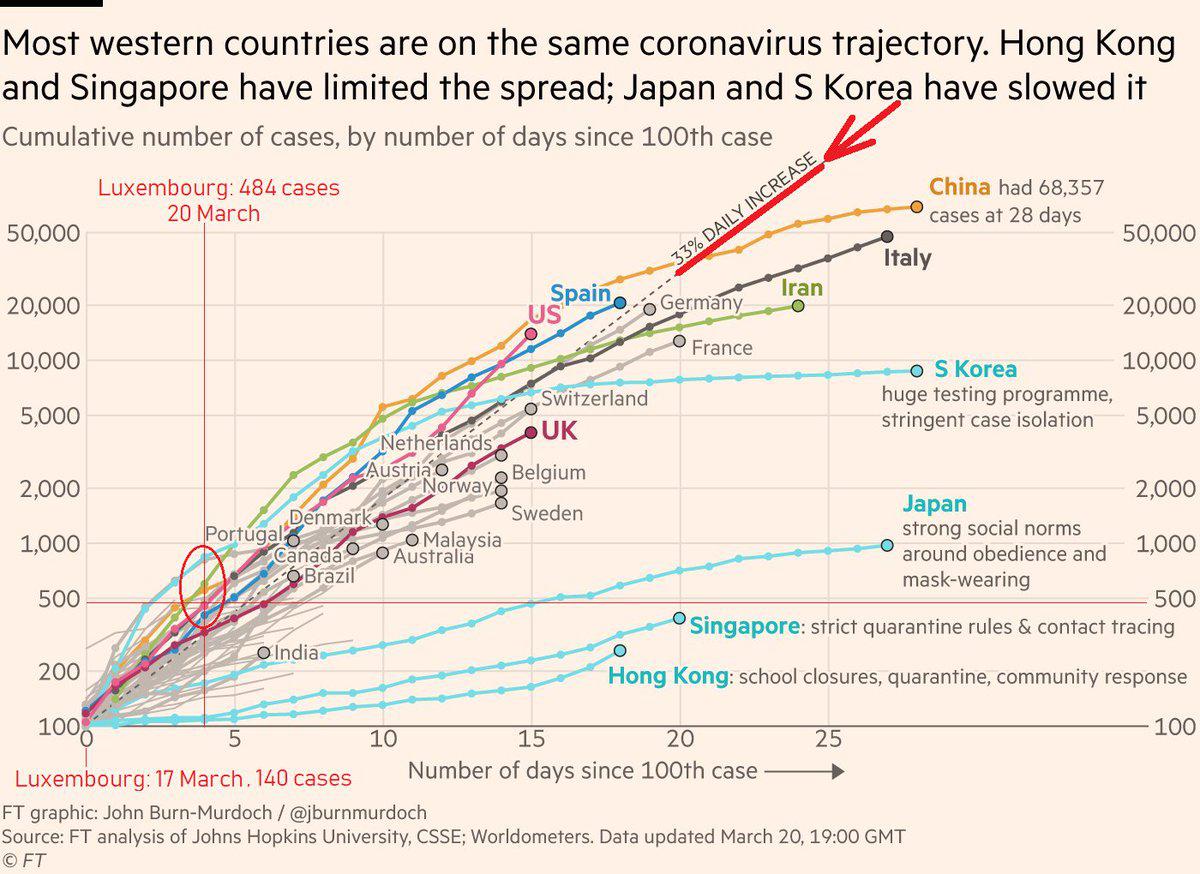 Most western countries are on the same coronavirus trajectory. Hong Kong
and Singapore have limited the spread; Japan and S Korea have slowed it
Cumulative number of cases, by number of days since 100th case
Luxembourg: 484 cases
20 March
33% DAILY INCREASE
China had 68,357
cases at 28 days
50,000
50,000
Italy
Spain
Iran
US
Germany
20,000
20,000
France
10,000
10,000
S Korea
huge testing programme,
stringent case isolation
Switzerland
5,000
5,000
UK
Netherlands
Austria
Belgium
Norway
2,000
2,000
Sweden
Japan
strong social norms
around obedience and
mask-wearing
Denmark
Portugal
1,000
1,000
Malaysia
Canada
Australia
Brazil
500
500
Singapore: strict quarantine rules & contact tracing
India
200
200
Hong Kong: school closures, quarantine, community response
100
100
0
5
10
15
20
25
Luxembourg: 17 March. 140 cases
Number of days since 100th case
FT graphic: John Burn-Murdoch / @jburnmurdoch
Source: FT analysis of Johns Hopkins University, CSSE; Worldometers. Data updated March 20, 19:00 GMT
© FT